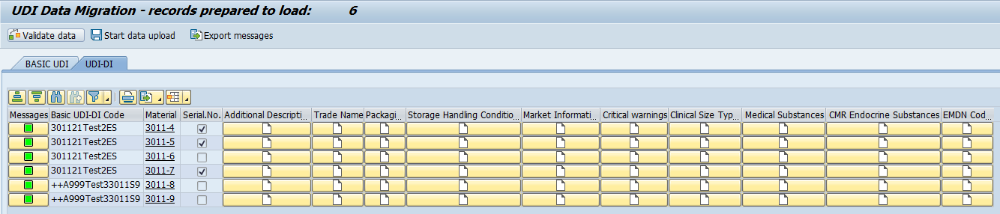 UDI Data Migration - records prepared to load: 6
Validate data Start data upload Export messages
BASIC UDI UDI-DI
Messages Basic UDI-DI Code Material Serial.No. Additional Descripti... Trade Name Packagi... Storage Handling Conditio... Market Informati... Critical warnings Clinical Size Typ... Medical Substances CMR Endocrine Substances EMDN Cod...
301121Test2ES 3011-4
301121Test2ES 3011-5
301121Test2ES 3011-6
301121Test2ES 3011-7
++A999Test33011S9 3011-8
++A999Test33011S9 3011-9